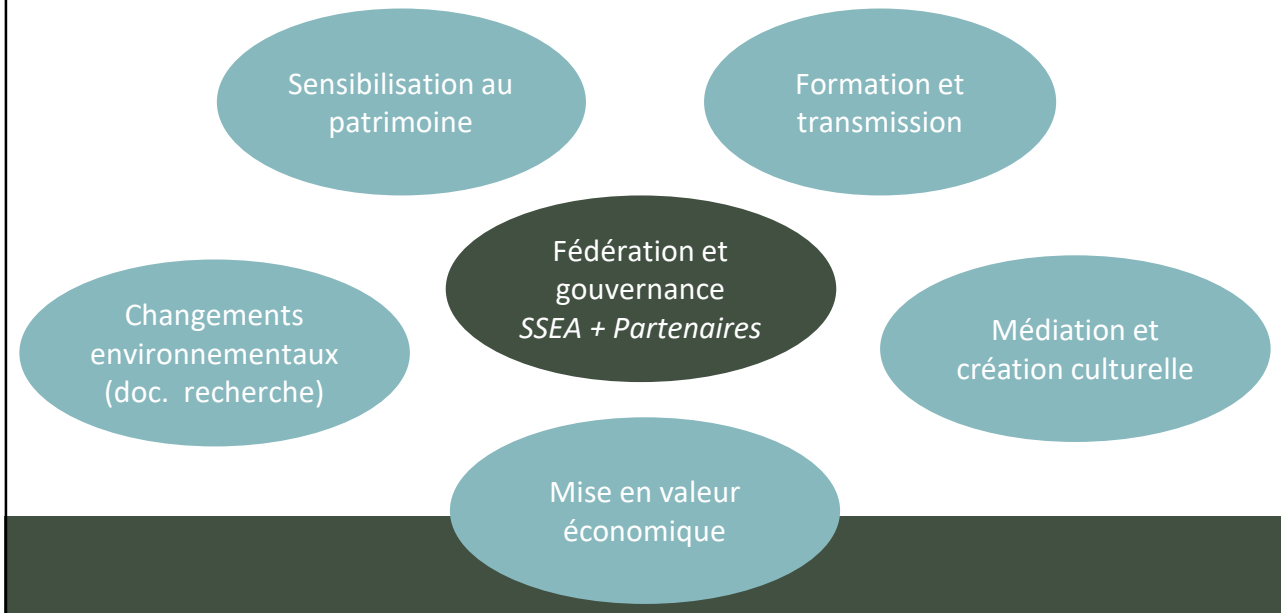 Sensibilisation au
patrimoine
Formation et
transmission
Fédération et
gouvernance
SSEA + Partenaires
Changements
environnementaux
(doc. recherche)
Médiation et
création culturelle
Mise en valeur
économique